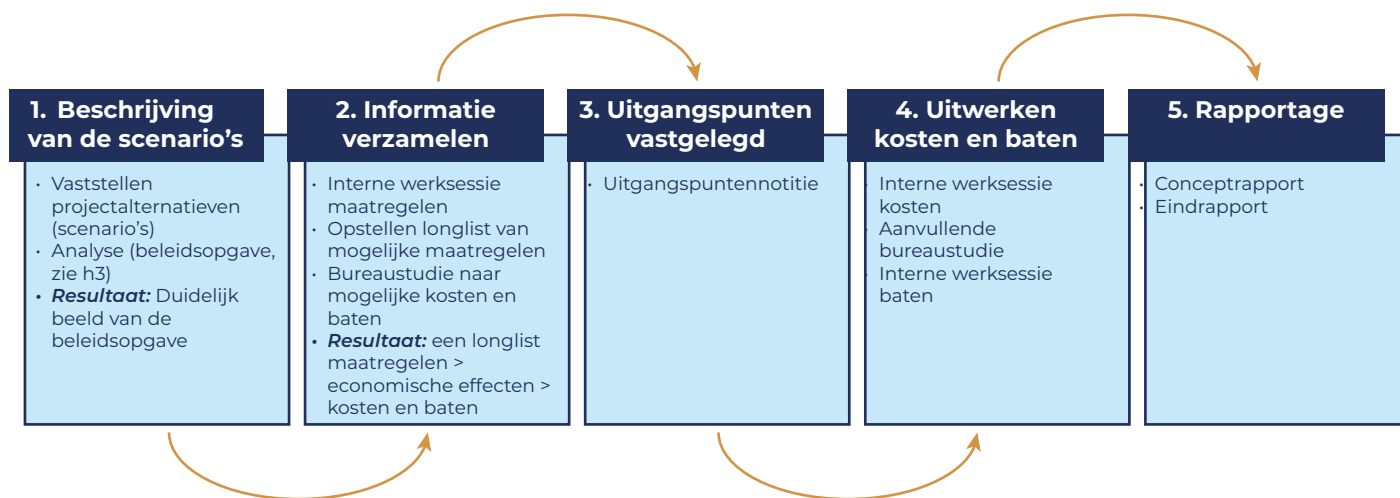 1. Beschrijving
van de scenario's
· Vaststellen
projectalternatieven
(scenario's)
· Analyse (beleidsopgave,
zie h3)
· Resultaat: Duidelijk
beeld van de
beleidsopgave
2. Informatie
verzamelen
· Interne werksessie
maatregelen
· Opstellen longlist van
mogelijke maatregelen
· Bureaustudie naar
mogelijke kosten en
baten
· Resultaat: een longlist
maatregelen >
economische effecten >
kosten en baten
3. Uitgangspunten
vastgelegd
· Uitgangspuntennotitie
4. Uitwerken
kosten en baten
· Interne werksessie
kosten
· Aanvullende
bureaustudie
· Interne werksessie
baten
5. Rapportage
· Conceptrapport
· Eindrapport